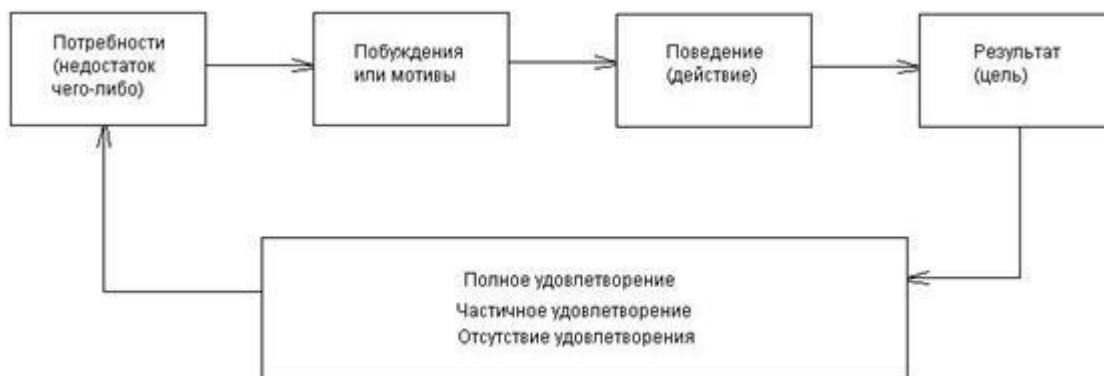 Потребности
(недостаток
чего-либо)
Побуждения
или мотивы
Поведение
(действие)
Результат
(цель)
Полное удовлетворение
Частичное удовлетворение
Отсутствие удовлетворения